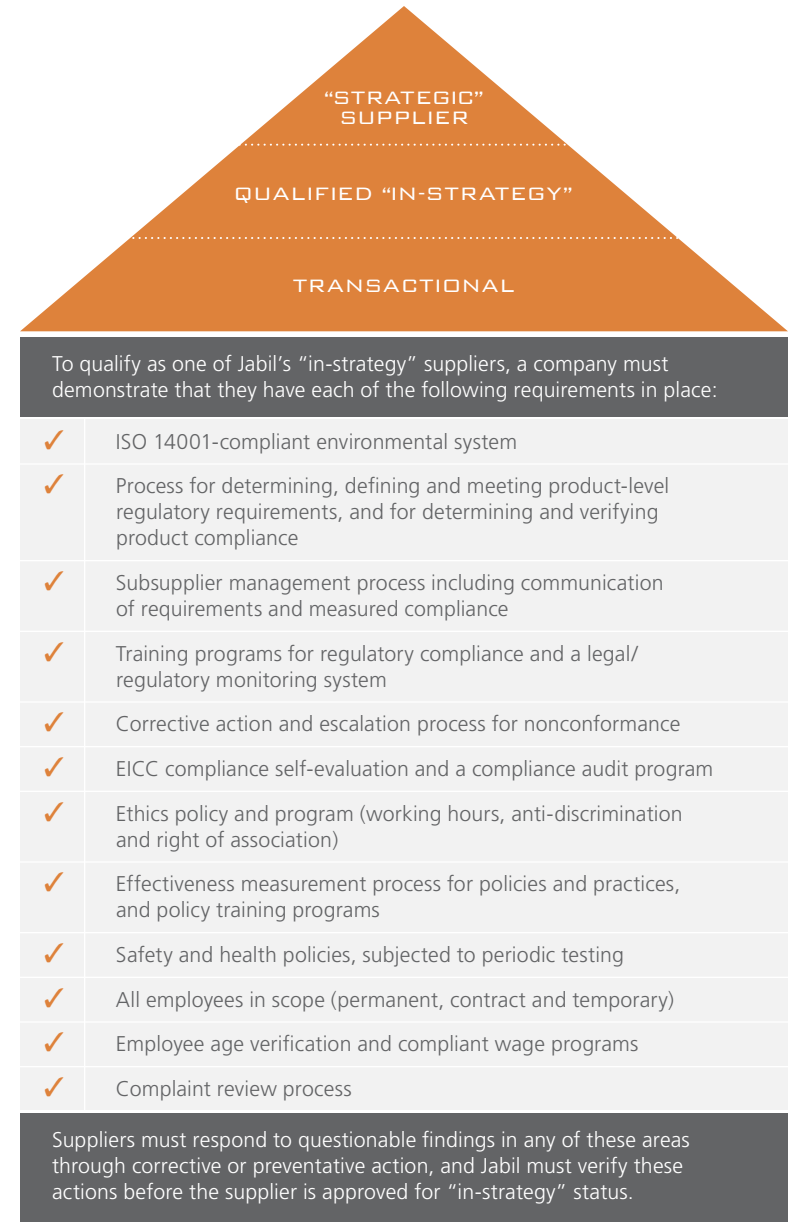 “STRATEGIC”
SUPPLIER
QUALIFIED “IN-STRATEGY”
TRANSACTIONAL
To qualify as one of Jabil’s “in-strategy” suppliers, a company must
demonstrate that they have each of the following requirements in place:
✓ ISO 14001-compliant environmental system
✓ Process for determining, defining and meeting product-level
regulatory requirements, and for determining and verifying
product compliance
✓ Subsupplier management process including communication
of requirements and measured compliance
✓ Training programs for regulatory compliance and a legal/
regulatory monitoring system
✓ Corrective action and escalation process for nonconformance
✓ EICC compliance self-evaluation and a compliance audit program
✓ Ethics policy and program (working hours, anti-discrimination
and right of association)
✓ Effectiveness measurement process for policies and practices,
and policy training programs
✓ Safety and health policies, subjected to periodic testing
✓ All employees in scope (permanent, contract and temporary)
✓ Employee age verification and compliant wage programs
✓ Complaint review process
Suppliers must respond to questionable findings in any of these areas
through corrective or preventative action, and Jabil must verify these
actions before the supplier is approved for “in-strategy” status.